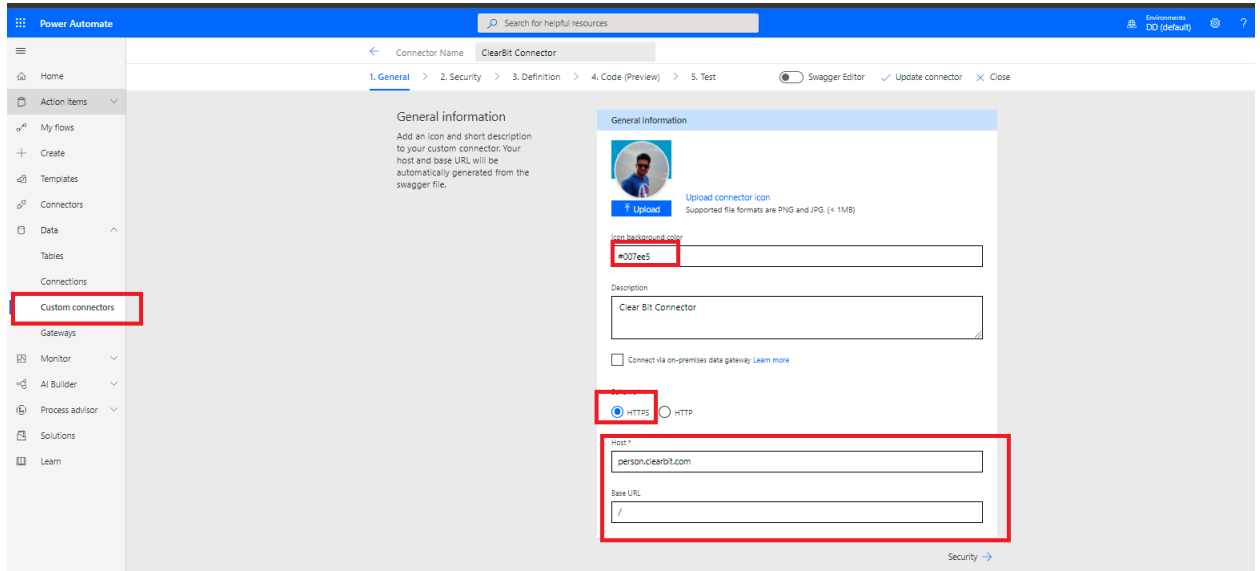 Power Automate
Search for helpful resources
Environments
DD (default)
?
Connector Name ClearBit Connector
1. General > 2. Security > 3. Definition > 4. Code (Preview) > 5. Test
Swagger Editor Update connector Close
Home
Action items
My flows
Create
Templates
Connectors
Data
Tables
Connections
Custom connectors
Gateways
Monitor
AI Builder
Process advisor
Solutions
Learn
General information
Add an icon and short description
to your custom connector. Your
host and base URL will be
automatically generated from the
swagger file.
General information
Upload
Upload connector icon
Supported file formats are PNG and JPG. (< 1MB)
Icon background color
#007ee5
Description
Clear Bit Connector
Connect via on-premises data gateway Learn more
HTTPS HTTP
Host *
person.clearbit.com
Base URL
/
Security